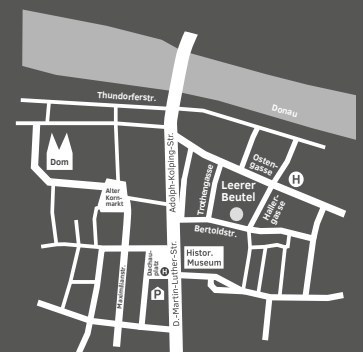 Thundorferstr.
Donau
Dom
Adolph-Kolping-Str.
Osten-
gasse
H
Alter
Korn-
markt
Trothengasse
Leerer
Beutel
Haller-
gasse
Bertoldstr.
Histor.
Museum
Dachau-
platz
H
P
Maximilianstr.
D.-Martin-Luther-Str.